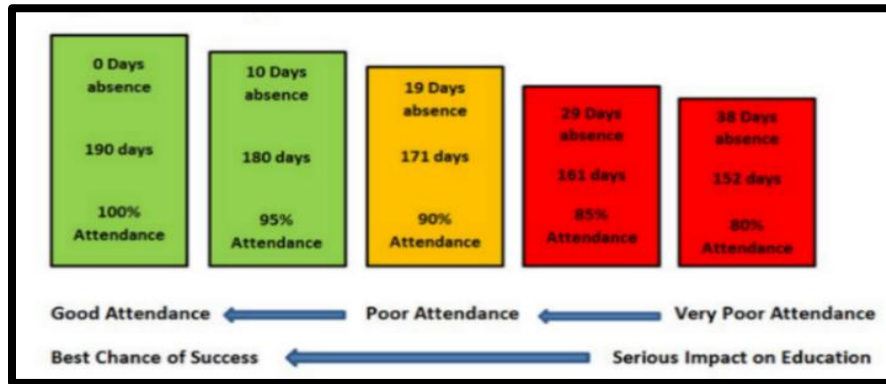 0 Days
absence
190 days
100%
Attendance
10 Days
absence
180 days
95%
Attendance
19 Days
absence
171 days
90%
Attendance
29 Days
absence
161 days
85%
Attendance
38 Days
absence
152 days
80%
Attendance
Good Attendance Poor Attendance Very Poor Attendance
Best Chance of Success Serious Impact on Education